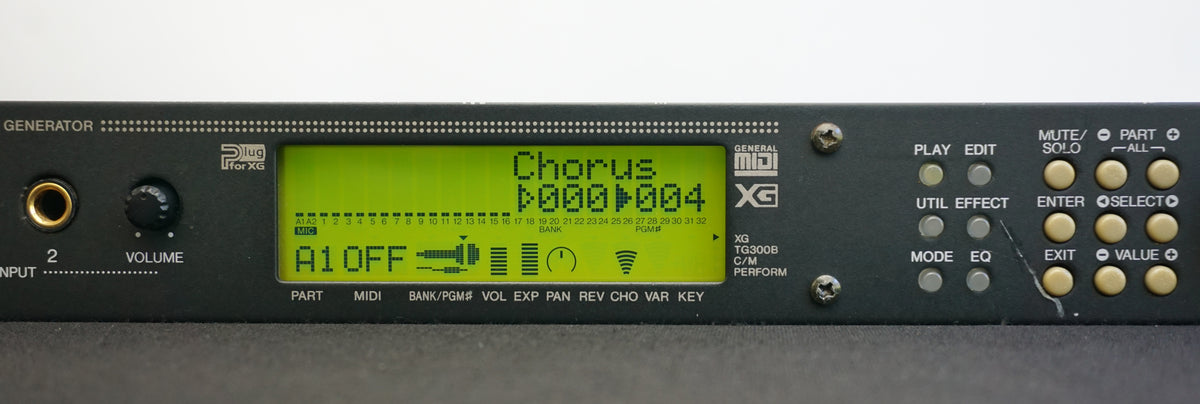 GENERATOR
Plug
for XG
2
INPUT
VOLUME
Chorus
000 004
A1 A2 1 2 3 4 5 6 7 8 9 10 11 12 13 14 15 16 17 18 19 20 21 22 23 24 25 26 27 28 29 30 31 32
MIC BANK PGM#
A1 OFF
PART MIDI BANK/PGM# VOL EXP PAN REV CHO VAR KEY
GENERAL
MIDI
XG
XG
TG300B
C/M
PERFORM
PLAY EDIT
UTIL EFFECT
MODE EQ
MUTE/
SOLO
PART
ALL
ENTER SELECT
EXIT VALUE